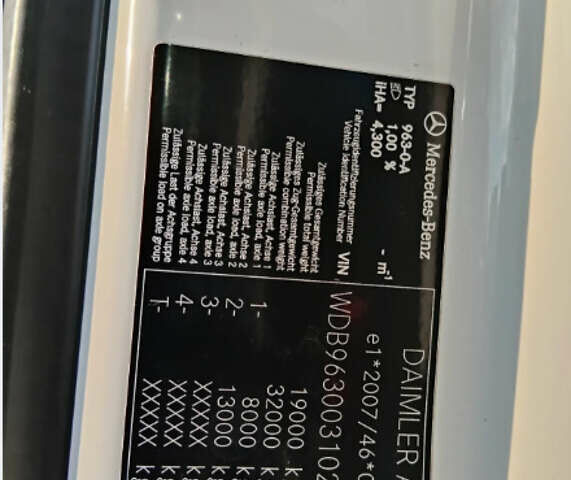 Mercedes-Benz
DAIMLER A
TYP 963-0-A
1,00 %
iHA= 4,300 - m⁻¹
e1*2007/46*0
Fahrzeugidentifizierungsnummer
Vehicle Identification Number VIN WDB963003102
Zulässiges Gesamtgewicht
Permissible total weight 19000 k
Zulässiges Zug-Gesamtgewicht
Permissible combination weight 32000 k
Zulässige Achslast, Achse 1
Permissible axle load, axle 1 1- 8000 k
Zulässige Achslast, Achse 2
Permissible axle load, axle 2 2- 13000 k
Zulässige Achslast, Achse 3
Permissible axle load, axle 3 3- XXXXX k
Zulässige Achslast, Achse 4
Permissible axle load, axle 4 4- XXXXX k
Zulässige Last der Achsgruppe
Permissible load on axle group T- XXXXX k